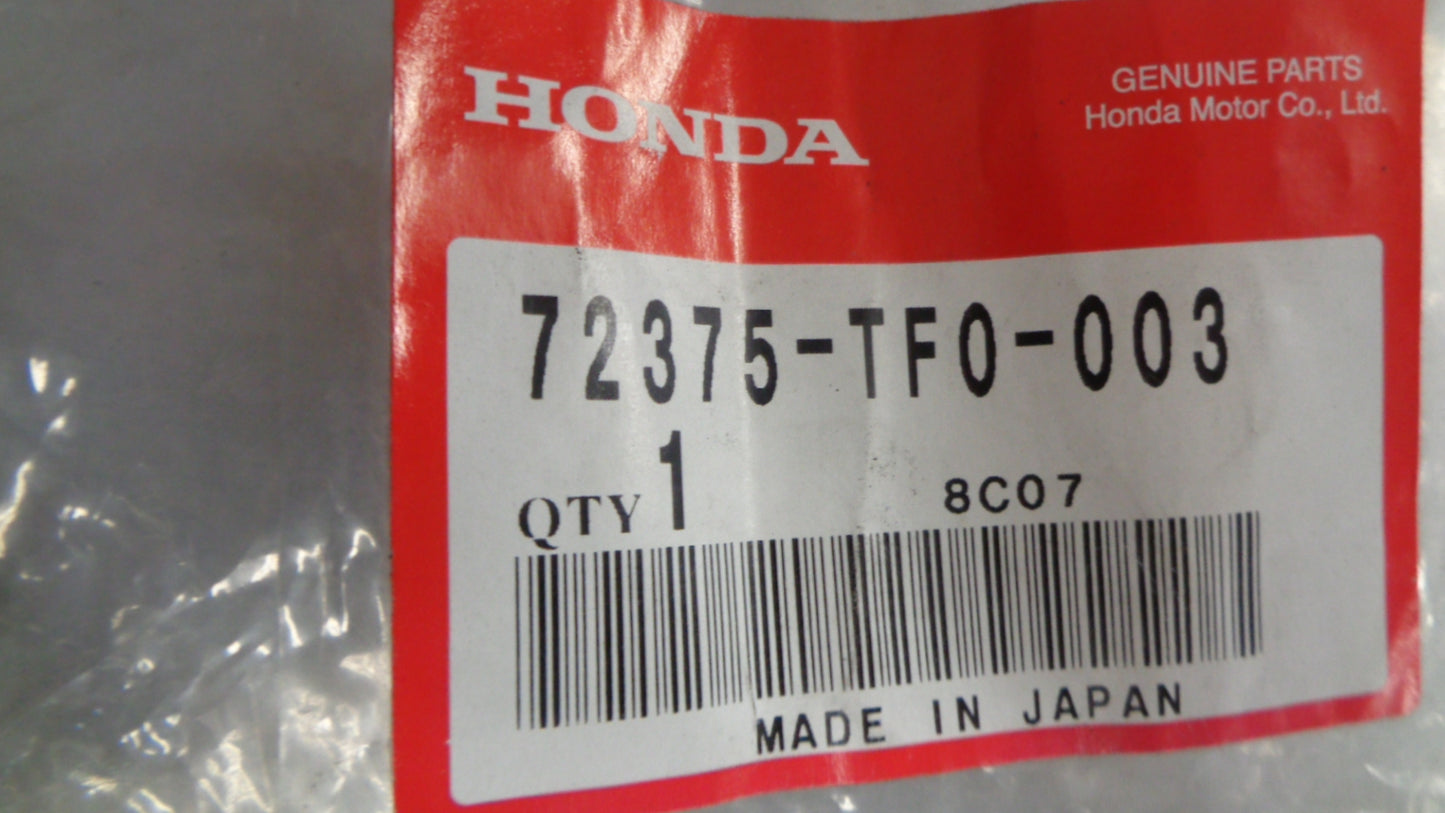 HONDA
GENUINE PARTS
Honda Motor Co., Ltd.
72375-TF0-003
QTY 1
8C07
MADE IN JAPAN